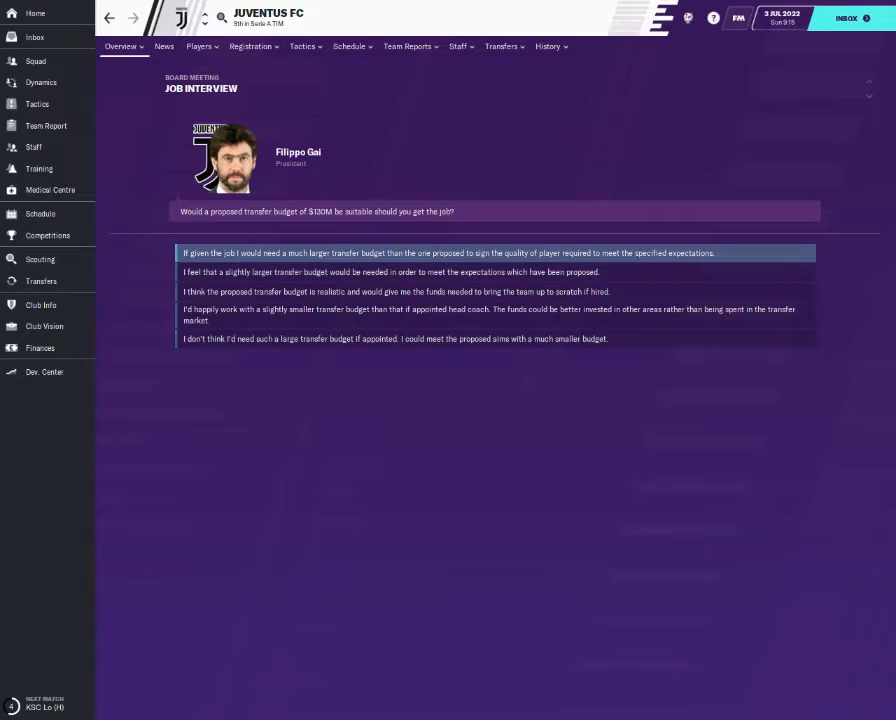 Home
JUVENTUS FC
9th in Serie A TIM
?
FM
3 JUL 2022
Sun 9:15
INBOX
Inbox
Overview
News
Players
Registration
Tactics
Schedule
Team Reports
Staff
Transfers
History
Squad
Dynamics
Tactics
Team Report
Staff
Training
Medical Centre
Schedule
Competitions
Scouting
Transfers
Club Info
Club Vision
Finances
Dev. Center
BOARD MEETING
JOB INTERVIEW
JUVENTUS
Filippo Gai
President
Would a proposed transfer budget of $130M be suitable should you get the job?
If given the job I would need a much larger transfer budget than the one proposed to sign the quality of player required to meet the specified expectations.
I feel that a slightly larger transfer budget would be needed in order to meet the expectations which have been proposed.
I think the proposed transfer budget is realistic and would give me the funds needed to bring the team up to scratch if hired.
I'd happily work with a slightly smaller transfer budget than that if appointed head coach. The funds could be better invested in other areas rather than being spent in the transfer
market.
I don't think I'd need such a large transfer budget if appointed. I could meet the proposed aims with a much smaller budget.
4
NEXT MATCH
KSC Lo (H)